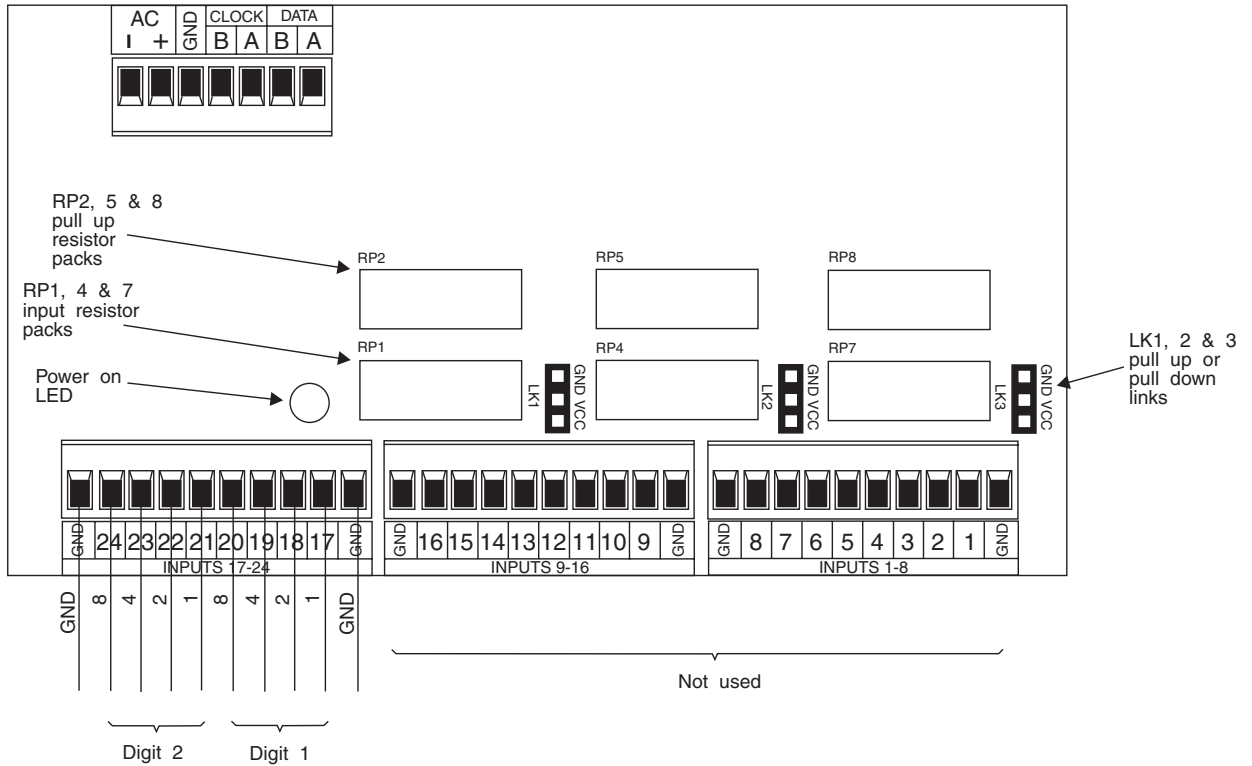 AC GND CLOCK DATA
- + B A B A
RP2, 5 & 8
pull up
resistor
packs
RP2 RP5 RP8
RP1, 4 & 7
input resistor
packs
RP1 RP4 RP7
LK1, 2 & 3
pull up or
pull down
links
Power on
LED
LK1 GND VCC LK2 GND VCC LK3 GND VCC
GND 24 23 22 21 20 19 18 17 GND
INPUTS 17-24
GND 16 15 14 13 12 11 10 9 GND
INPUTS 9-16
GND 8 7 6 5 4 3 2 1 GND
INPUTS 1-8
GND 8 4 2 1 8 4 2 1 GND
Not used
Digit 2 Digit 1